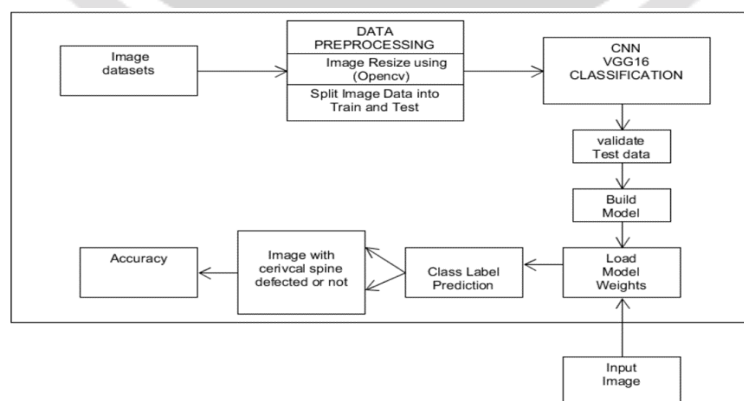 Image
datasets
DATA
PREPROCESSING
Image Resize using
(Opencv)
Split Image Data into
Train and Test
CNN
VGG16
CLASSIFICATION
validate
Test data
Build
Model
Load
Model
Weights
Class Label
Prediction
Image with
cerivcal spine
defected or not
Accuracy
Input
Image